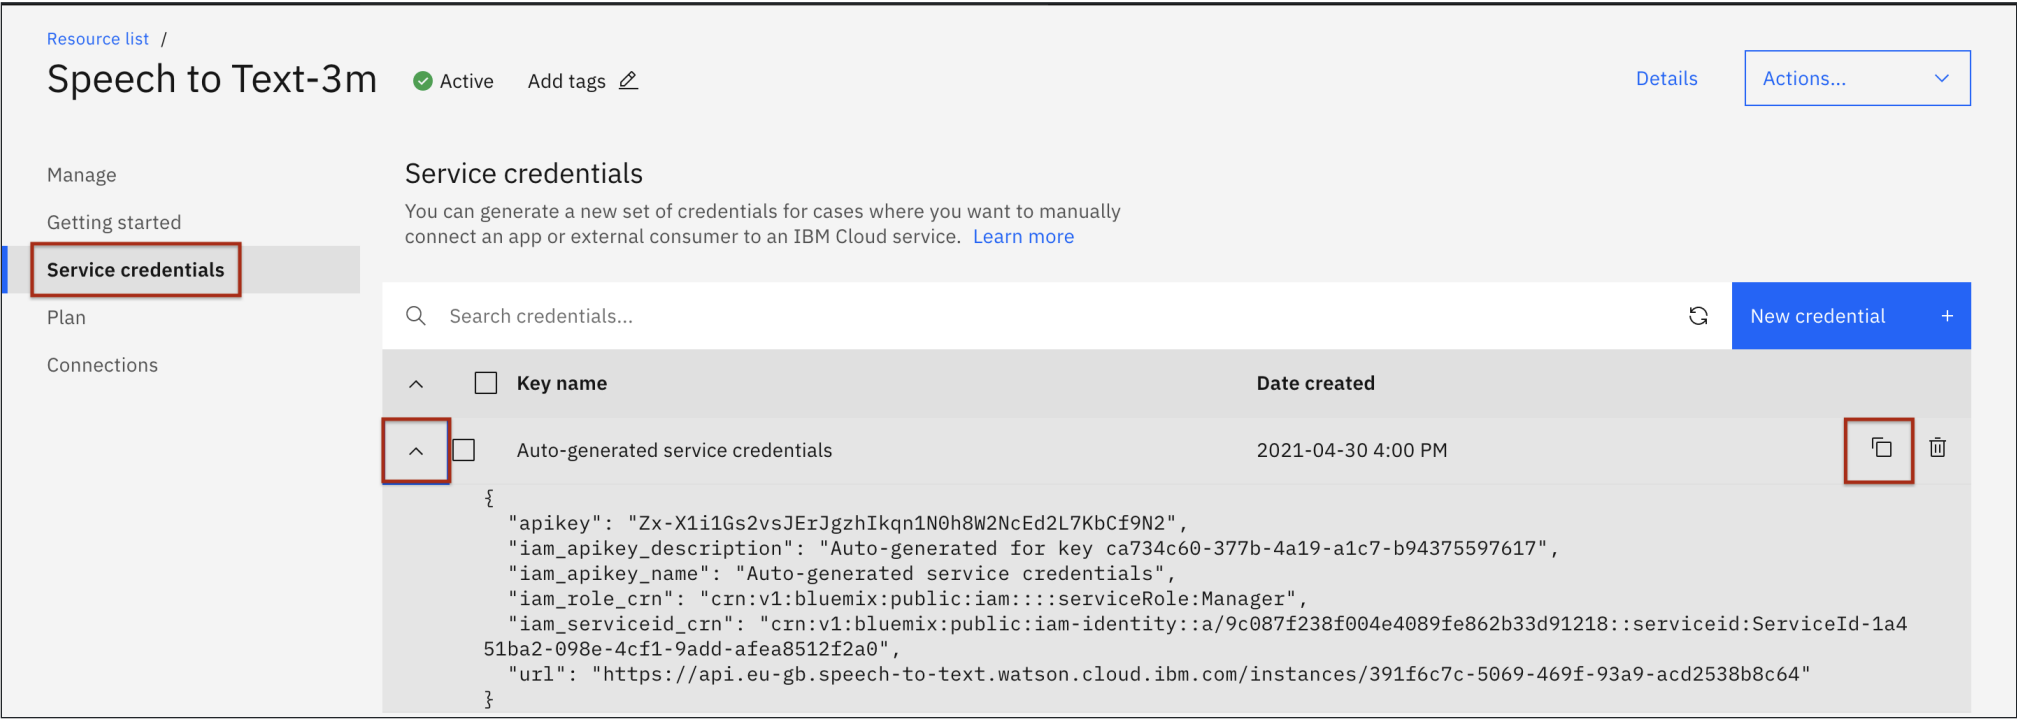 Resource list /
Speech to Text-3m Active Add tags Details Actions...
Manage
Getting started
Service credentials
Plan
Connections
Service credentials
You can generate a new set of credentials for cases where you want to manually
connect an app or external consumer to an IBM Cloud service. Learn more
Search credentials... New credential +
Key name Date created
Auto-generated service credentials 2021-04-30 4:00 PM
{
"apikey": "Zx-X1i1Gs2vsJErJgzhIkqn1N0h8W2NcEd2L7KbCf9N2",
"iam_apikey_description": "Auto-generated for key ca734c60-377b-4a19-a1c7-b94375597617",
"iam_apikey_name": "Auto-generated service credentials",
"iam_role_crn": "crn:v1:bluemix:public:iam::::serviceRole:Manager",
"iam_serviceid_crn": "crn:v1:bluemix:public:iam-identity::a/9c087f238f004e4089fe862b33d91218::serviceid:ServiceId-1a4
51ba2-098e-4cf1-9add-afea8512f2a0",
"url": "https://api.eu-gb.speech-to-text.watson.cloud.ibm.com/instances/391f6c7c-5069-469f-93a9-acd2538b8c64"
}